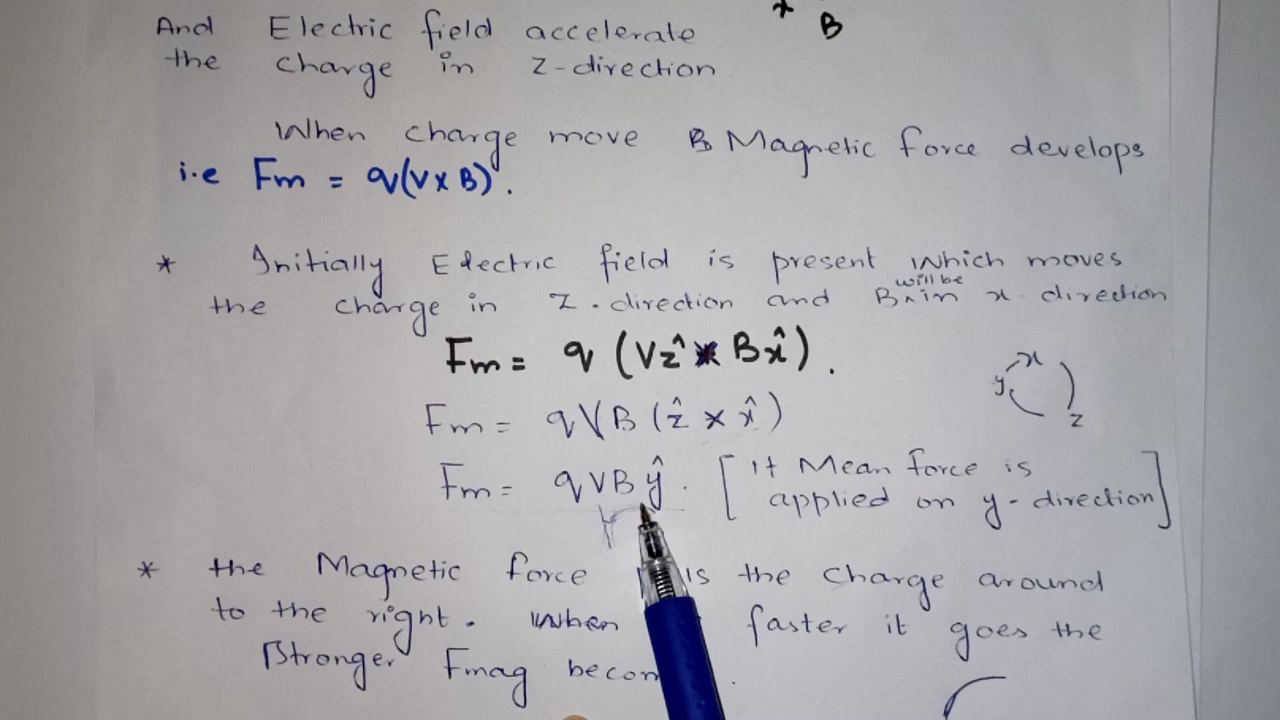 And Electric field accelerate
the charge in Z-direction
x B
When charge move B Magnetic force develops
i.e Fm = q(V×B).
* Initially Electric field is present which moves
the charge in Z-direction and B will be in x direction
Fm = q (Vẑ × Bx̂).
Fm = qVB (ẑ × x̂)
x
y
z
Fm = qVB ŷ. [It Mean force is
applied on y-direction]
* the Magnetic force is the charge around
to the right. When faster it goes the
Stronger Fmag